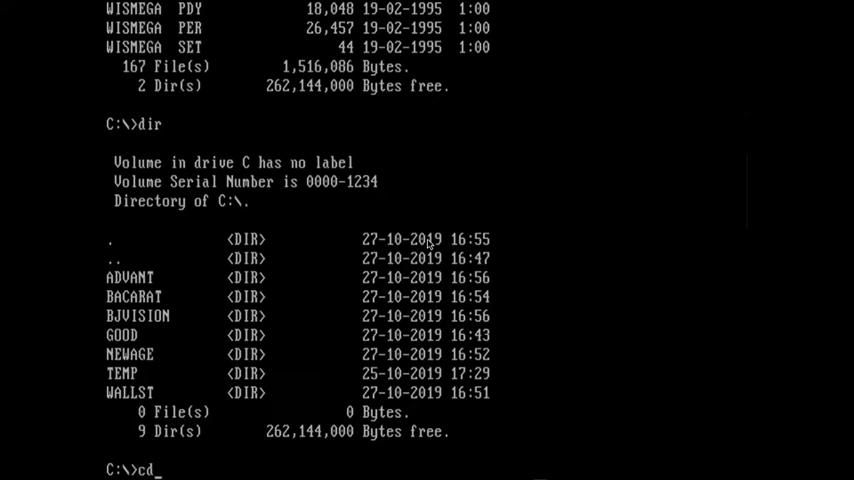 WISMEGA PDY 18,048 19-02-1995 1:00
WISMEGA PER 26,457 19-02-1995 1:00
WISMEGA SET 44 19-02-1995 1:00
167 File(s) 1,516,086 Bytes.
2 Dir(s) 262,144,000 Bytes free.
C:\>dir
Volume in drive C has no label
Volume Serial Number is 0000-1234
Directory of C:\.
. <DIR> 27-10-2019 16:55
.. <DIR> 27-10-2019 16:47
ADVANT <DIR> 27-10-2019 16:56
BACARAT <DIR> 27-10-2019 16:54
BJVISION <DIR> 27-10-2019 16:56
GOOD <DIR> 27-10-2019 16:43
NEWAGE <DIR> 27-10-2019 16:52
TEMP <DIR> 25-10-2019 17:29
WALLST <DIR> 27-10-2019 16:51
0 File(s) 0 Bytes.
9 Dir(s) 262,144,000 Bytes free.
C:\>cd_